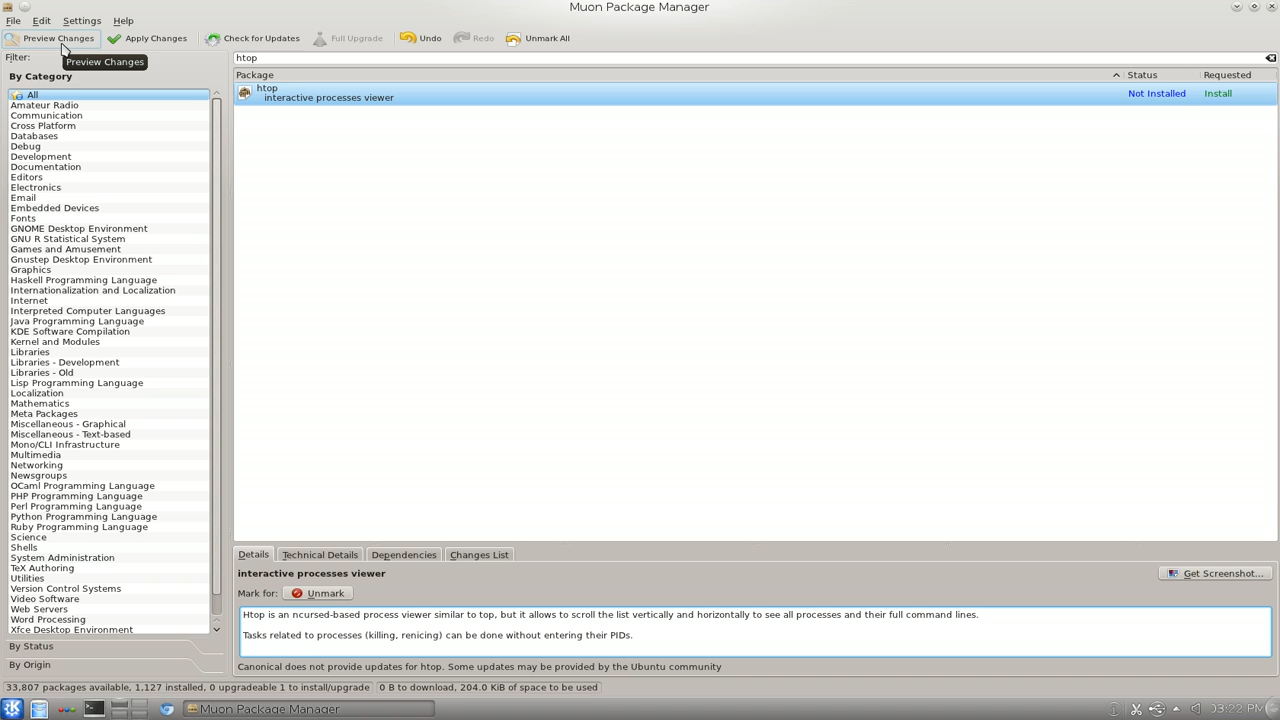 Muon Package Manager
File Edit Settings Help
Preview Changes Apply Changes Check for Updates Full Upgrade Undo Redo Unmark All
Filter:
Preview Changes
htop
By Category
Package Status Requested
htop
interactive processes viewer
Not Installed Install
All
Amateur Radio
Communication
Cross Platform
Databases
Debug
Development
Documentation
Editors
Electronics
Email
Embedded Devices
Fonts
GNOME Desktop Environment
GNU R Statistical System
Games and Amusement
Gnustep Desktop Environment
Graphics
Haskell Programming Language
Internationalization and Localization
Internet
Interpreted Computer Languages
Java Programming Language
KDE Software Compilation
Kernel and Modules
Libraries
Libraries - Development
Libraries - Old
Lisp Programming Language
Localization
Mathematics
Meta Packages
Miscellaneous - Graphical
Miscellaneous - Text-based
Mono/CLI Infrastructure
Multimedia
Networking
Newsgroups
OCaml Programming Language
PHP Programming Language
Perl Programming Language
Python Programming Language
Ruby Programming Language
Science
Shells
System Administration
TeX Authoring
Utilities
Version Control Systems
Video Software
Web Servers
Word Processing
Xfce Desktop Environment
By Status
By Origin
Details Technical Details Dependencies Changes List
interactive processes viewer
Get Screenshot...
Mark for: Unmark
Htop is an ncursed-based process viewer similar to top, but it allows to scroll the list vertically and horizontally to see all processes and their full command lines.
Tasks related to processes (killing, renicing) can be done without entering their PIDs.
Canonical does not provide updates for htop. Some updates may be provided by the Ubuntu community
33,807 packages available, 1,127 installed, 0 upgradeable 1 to install/upgrade 0 B to download, 204.0 KiB of space to be used
Muon Package Manager
03:22 PM